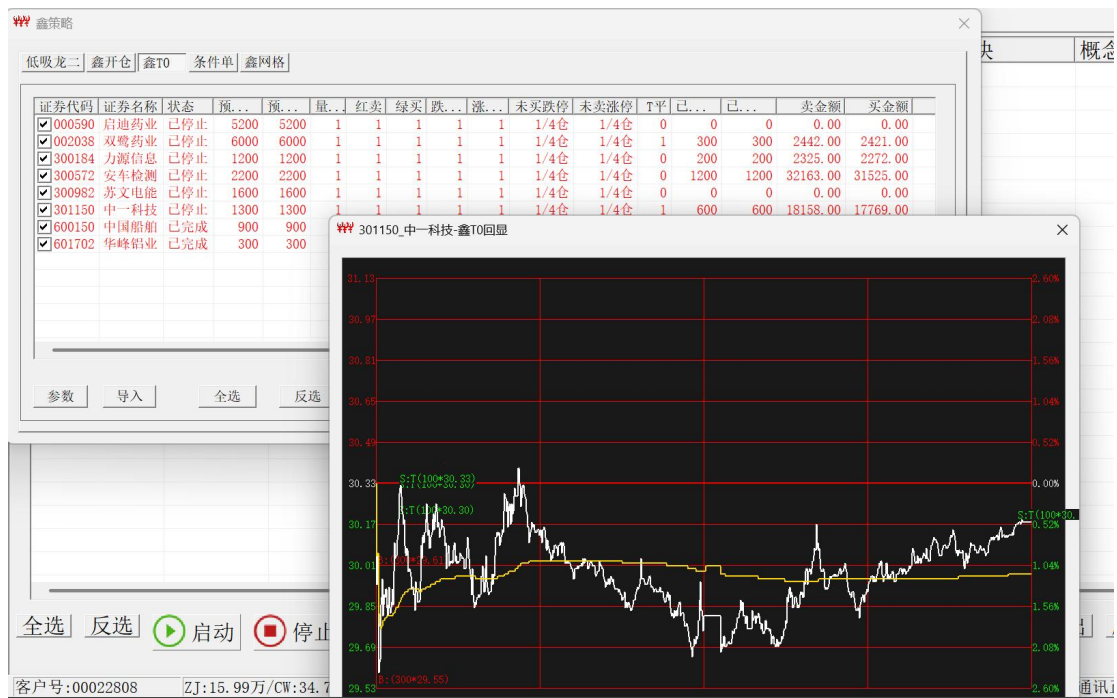 鑫策略
块 概念
低吸龙二 鑫开仓 鑫T0 条件单 鑫网格
证券代码 证券名称 状态 预... 预... 量... 红卖 绿买 跌... 涨... 未买跌停 未卖涨停 T平 已... 已... 卖金额 买金额
000590 启迪药业 已停止 5200 5200 1 1 1 1 1 1/4仓 1/4仓 0 0 0 0.00 0.00
002038 双鹭药业 已停止 6000 6000 1 1 1 1 1 1/4仓 1/4仓 1 300 300 2442.00 2421.00
300184 力源信息 已停止 1200 1200 1 1 1 1 1 1/4仓 1/4仓 0 200 200 2325.00 2272.00
300572 安车检测 已停止 2200 2200 1 1 1 1 1 1/4仓 1/4仓 0 1200 1200 32163.00 31525.00
300982 苏文电能 已停止 1600 1600 1 1 1 1 1 1/4仓 1/4仓 0 0 0 0.00 0.00
301150 中一科技 已停止 1300 1300 1 1 1 1 1 1/4仓 1/4仓 1 600 600 18158.00 17769.00
600150 中国船舶 已完成 900 900
601702 华峰铝业 已完成 300 300
301150_中一科技-鑫T0回显
31.13 2.60%
30.97 2.08%
30.81 1.56%
30.65 1.04%
30.49 0.52%
S:T(100*30.33)
30.33 0.00%
S:T(100*30.30)
S:T(100*30.
30.17 0.52%
30.01 1.04%
29.85 1.56%
29.69 2.08%
B:(300*29.55)
29.53 2.60%
参数 导入 全选 反选
全选 反选 启动 停止
客户号:00022808 ZJ:15.99万/CW:34.7 通讯